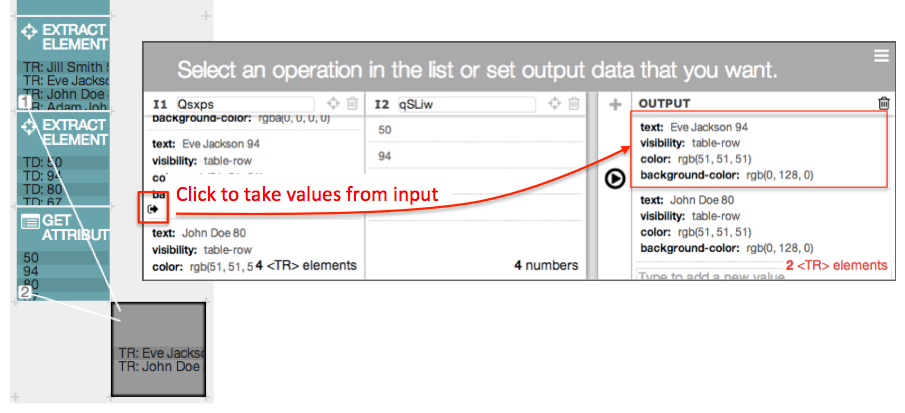 EXTRACT
ELEMENT
TR: Jill Smith
TR: Eve Jackso
TR: John Doe
TR: Adam Joh
1
EXTRACT
ELEMENT
TD: 50
TD: 94
TD: 80
TD: 67
GET
ATTRIBUT
50
94
80
2
TR: Eve Jackso
TR: John Doe
Select an operation in the list or set output data that you want.
I1 Qsxps
background-color: rgba(0, 0, 0, 0)
text: Eve Jackson 94
visibility: table-row
co
ba
Click to take values from input
text: John Doe 80
visibility: table-row
color: rgb(51, 51, 5
4 <TR> elements
I2 qSLiw
50
94
4 numbers
OUTPUT
text: Eve Jackson 94
visibility: table-row
color: rgb(51, 51, 51)
background-color: rgb(0, 128, 0)
text: John Doe 80
visibility: table-row
color: rgb(51, 51, 51)
background-color: rgb(0, 128, 0)
2 <TR> elements
Type to add a new value